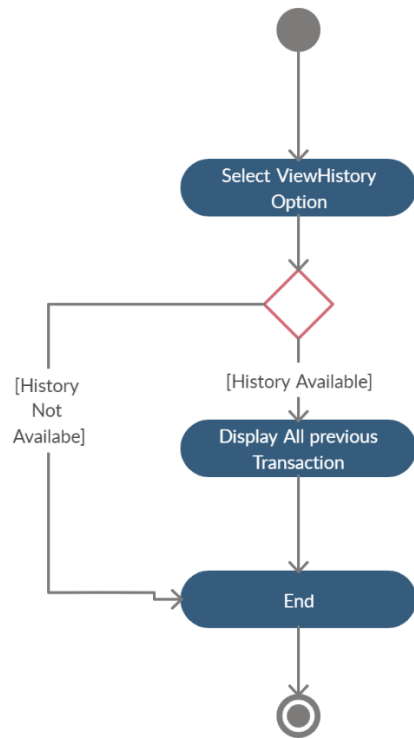 Select ViewHistory
Option
[History
Not
Availabe]
[History Available]
Display All previous
Transaction
End